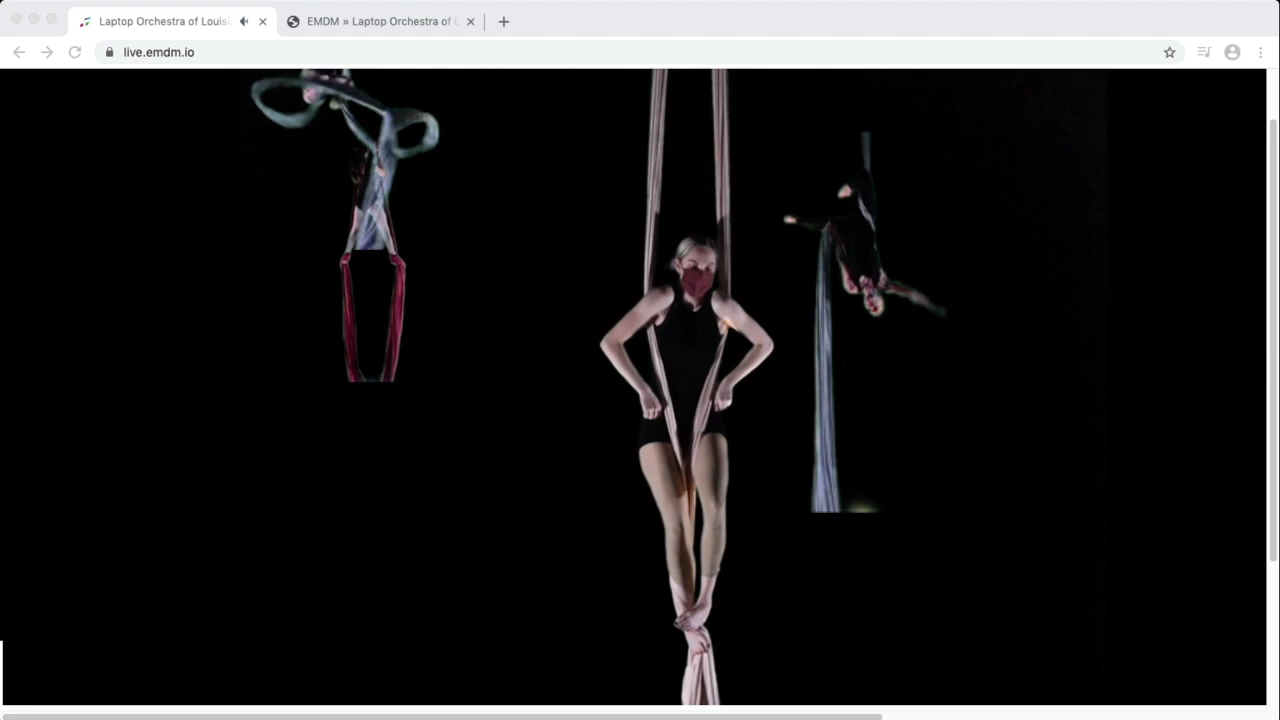 Laptop Orchestra of Louisi
EMDM » Laptop Orchestra of L
live.emdm.io